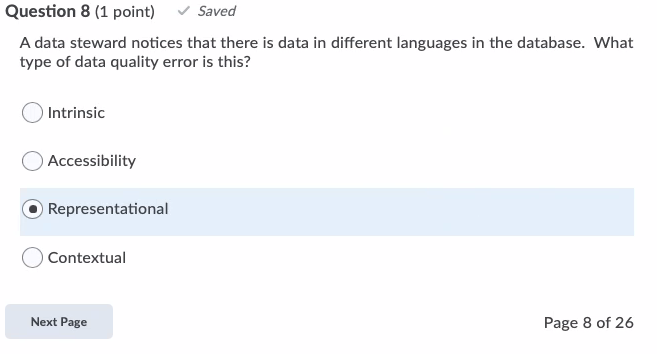 Question 8 (1 point) ✓ Saved
A data steward notices that there is data in different languages in the database. What
type of data quality error is this?
Intrinsic
Accessibility
Representational
Contextual
Next Page
Page 8 of 26